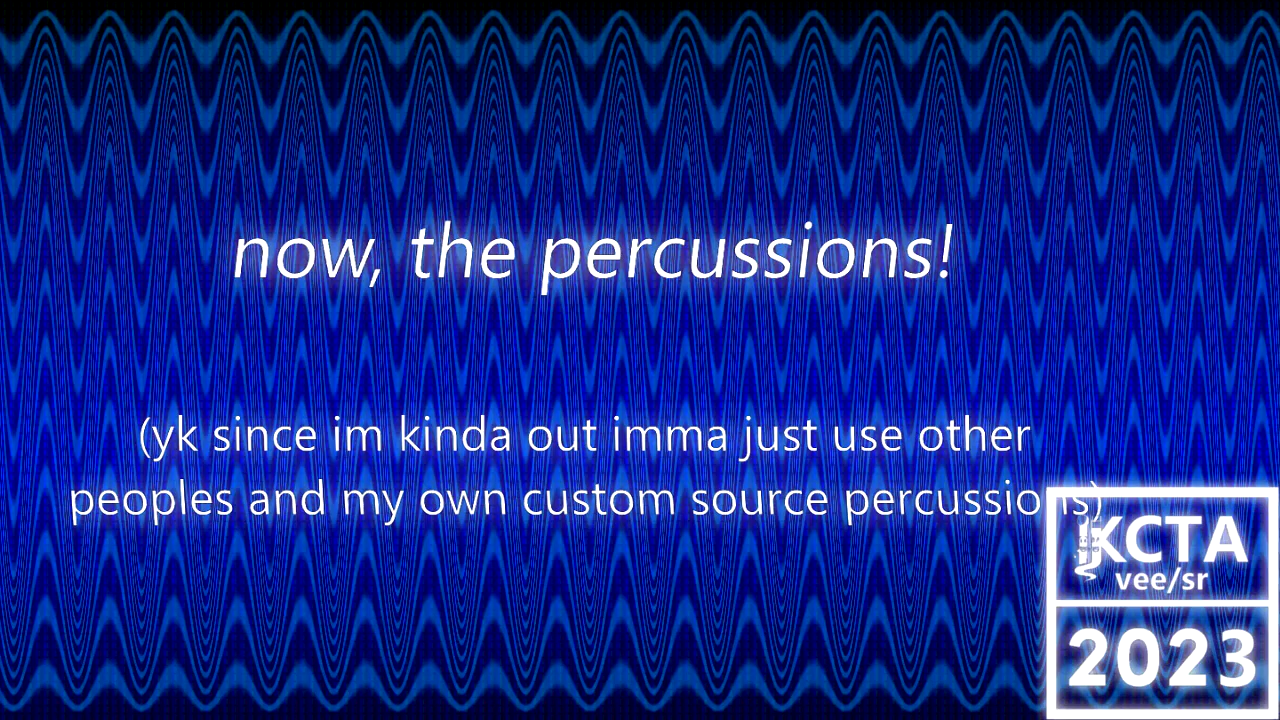 now, the percussions!
(yk since im kinda out imma just use other
peoples and my own custom source percussions)
KCTA
vee/sr
2023